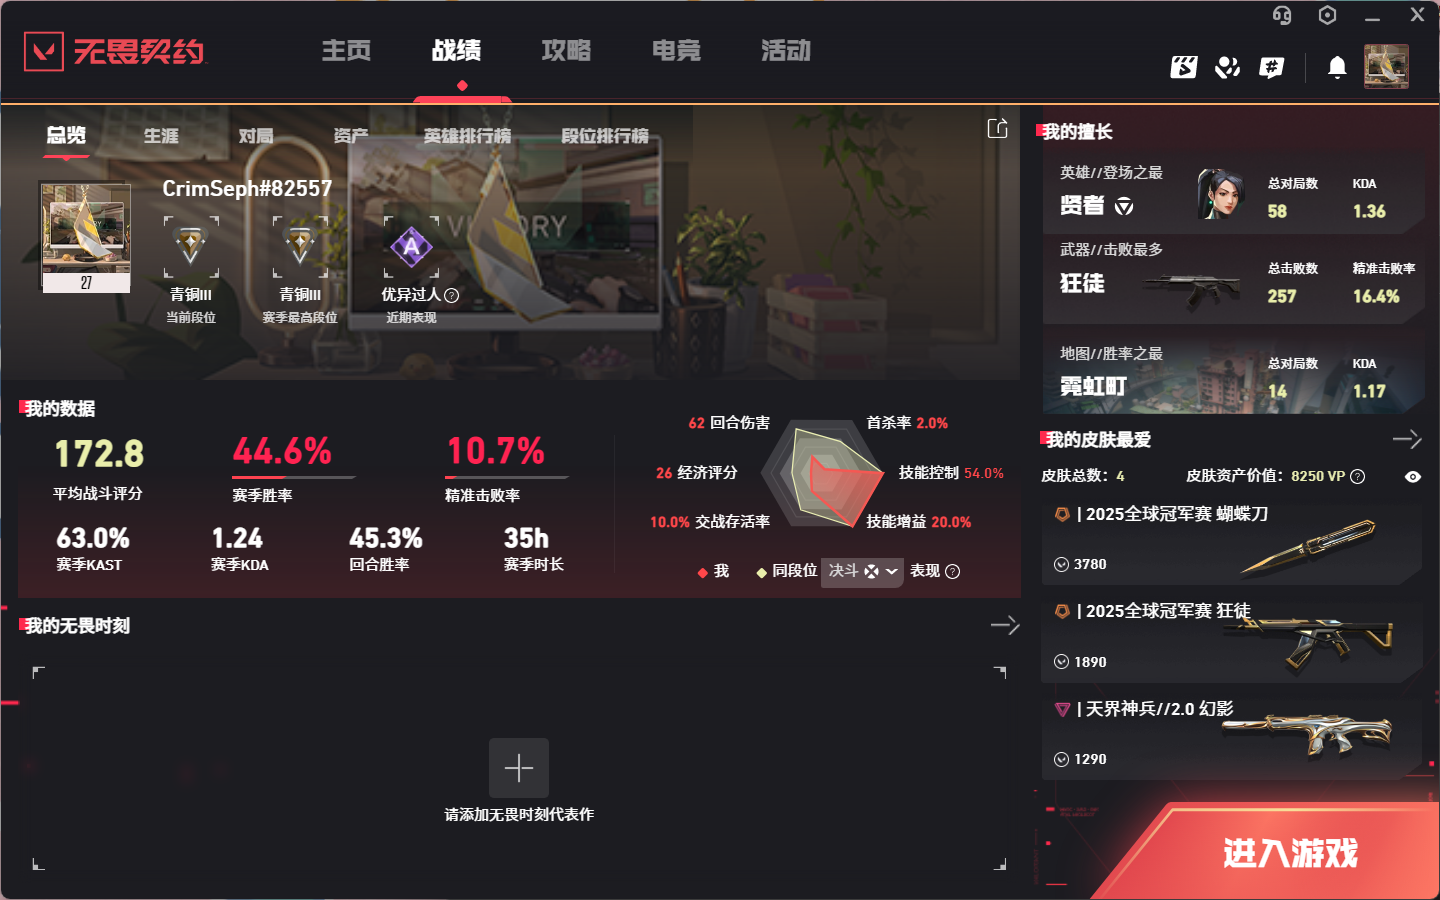 无畏契约
主页
战绩
攻略
电竞
活动
总览
生涯
对局
资产
英雄排行榜
段位排行榜
CrimSeph#82557
27
青铜III
当前段位
青铜III
赛季最高段位
A
优异过人 ?
近期表现
我的数据
172.8
平均战斗评分
44.6%
赛季胜率
10.7%
精准击败率
63.0%
赛季KAST
1.24
赛季KDA
45.3%
回合胜率
35h
赛季时长
62 回合伤害
首杀率 2.0%
26 经济评分
技能控制 54.0%
10.0% 交战存活率
技能增益 20.0%
我
同段位 决斗 表现 ?
我的无畏时刻
请添加无畏时刻代表作
我的擅长
英雄//登场之最
贤者
总对局数
58
KDA
1.36
武器//击败最多
狂徒
总击败数
257
精准击败率
16.4%
地图//胜率之最
霓虹町
总对局数
14
KDA
1.17
我的皮肤最爱
皮肤总数：4
皮肤资产价值：8250 VP ?
| 2025全球冠军赛 蝴蝶刀
3780
| 2025全球冠军赛 狂徒
1890
| 天界神兵//2.0 幻影
1290
进入游戏